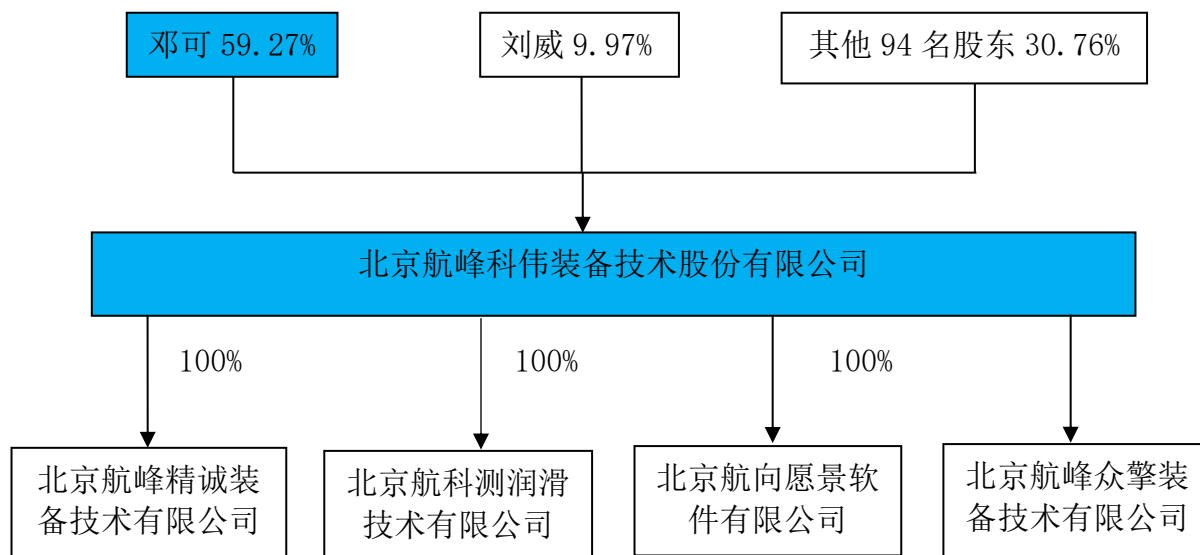 邓可 59.27%
刘威 9.97%
其他 94 名股东 30.76%
北京航峰科伟装备技术股份有限公司
100%
100%
100%
北京航峰精诚装
备技术有限公司
北京航科测润滑
技术有限公司
北京航向愿景软
件有限公司
北京航峰众擎装
备技术有限公司